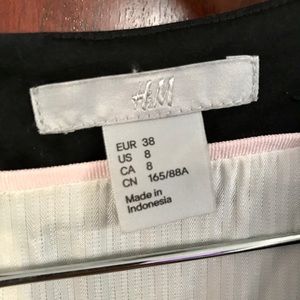 H&M
EUR 38
US 8
CA 8
CN 165/88A
Made in
Indonesia